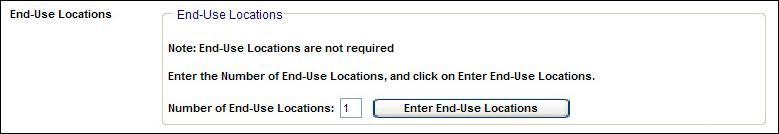 End-Use Locations
End-Use Locations
Note: End-Use Locations are not required
Enter the Number of End-Use Locations, and click on Enter End-Use Locations.
Number of End-Use Locations: 1 Enter End-Use Locations